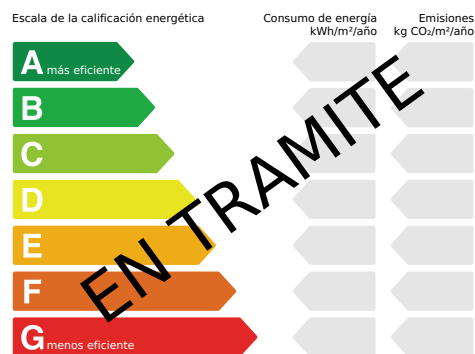 Escala de la calificación energética
Consumo de energía
kWh/m²/año
Emisiones
kg CO₂/m²/año
A más eficiente
B
C
D
E
F
G menos eficiente
EN TRAMITE